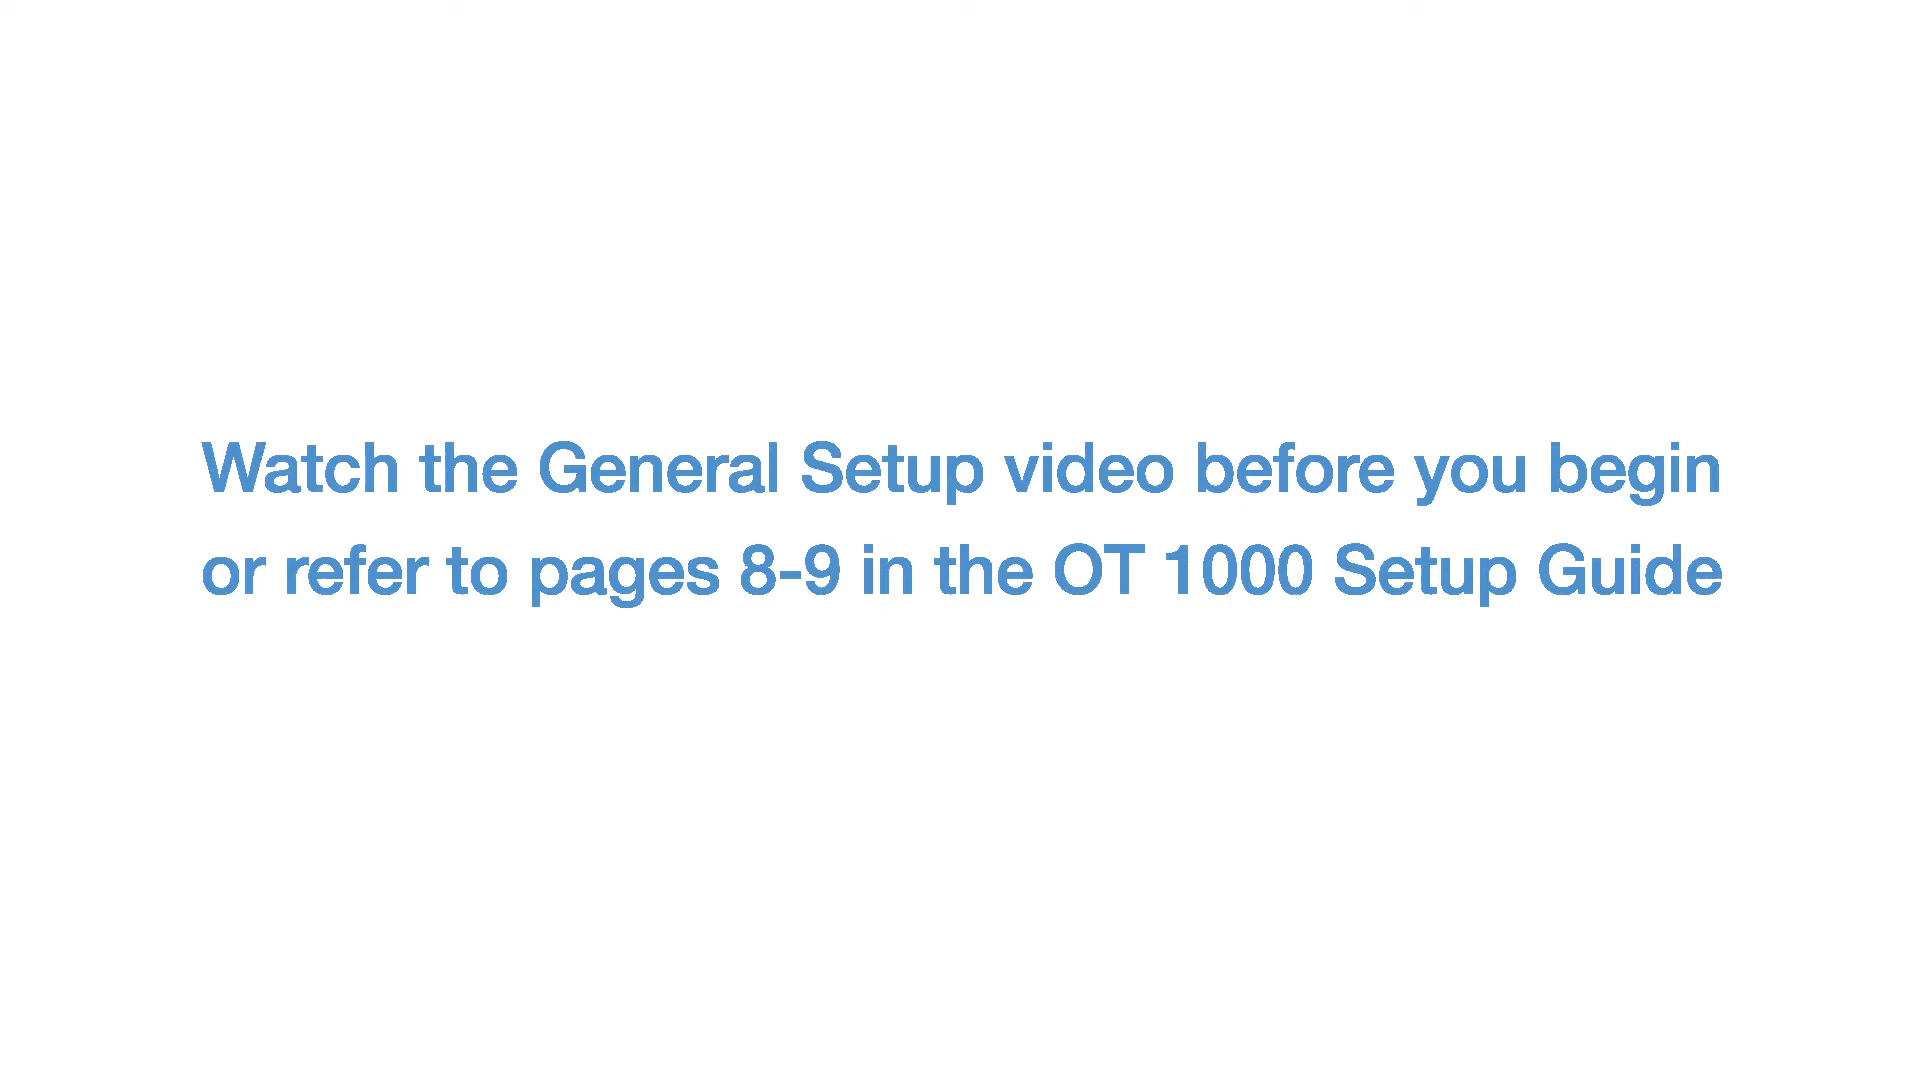 Watch the General Setup video before you begin
or refer to pages 8-9 in the OT 1000 Setup Guide